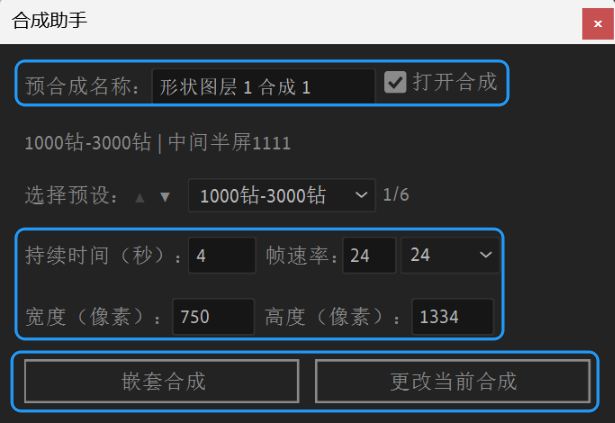 合成助手
预合成名称： 形状图层 1 合成 1 打开合成
1000钻-3000钻 | 中间半屏1111
选择预设： 1000钻-3000钻 1/6
持续时间（秒）： 4 帧速率： 24 24
宽度（像素）： 750 高度（像素）： 1334
嵌套合成 更改当前合成